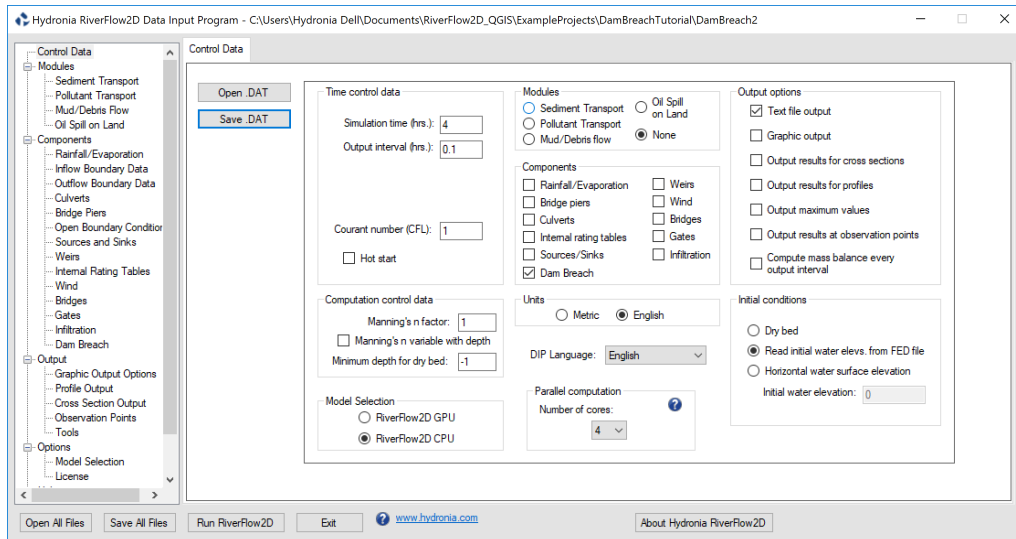 Hydronia RiverFlow2D Data Input Program - C:\Users\Hydronia Dell\Documents\RiverFlow2D_QGIS\ExampleProjects\DamBreachTutorial\DamBreach2
Control Data
Modules
Sediment Transport
Pollutant Transport
Mud/Debris Flow
Oil Spill on Land
Components
Rainfall/Evaporation
Inflow Boundary Data
Outflow Boundary Data
Culverts
Bridge Piers
Open Boundary Condition
Sources and Sinks
Weirs
Internal Rating Tables
Wind
Bridges
Gates
Infiltration
Dam Breach
Output
Graphic Output Options
Profile Output
Cross Section Output
Observation Points
Tools
Options
Model Selection
License
Control Data
Open .DAT
Save .DAT
Time control data
Simulation time (hrs.): 4
Output interval (hrs.): 0.1
Courant number (CFL): 1
Hot start
Computation control data
Manning's n factor: 1
Manning's n variable with depth
Minimum depth for dry bed: -1
Model Selection
RiverFlow2D GPU
RiverFlow2D CPU
Modules
Sediment Transport
Pollutant Transport
Mud/Debris flow
Oil Spill
on Land
None
Components
Rainfall/Evaporation
Bridge piers
Culverts
Internal rating tables
Sources/Sinks
Dam Breach
Weirs
Wind
Bridges
Gates
Infiltration
Units
Metric English
DIP Language: English
Parallel computation
Number of cores:
4
Output options
Text file output
Graphic output
Output results for cross sections
Output results for profiles
Output maximum values
Output results at observation points
Compute mass balance every
output interval
Initial conditions
Dry bed
Read initial water elevs. from FED file
Horizontal water surface elevation
Initial water elevation: 0
Open All Files Save All Files Run RiverFlow2D Exit www.hydronia.com About Hydronia RiverFlow2D